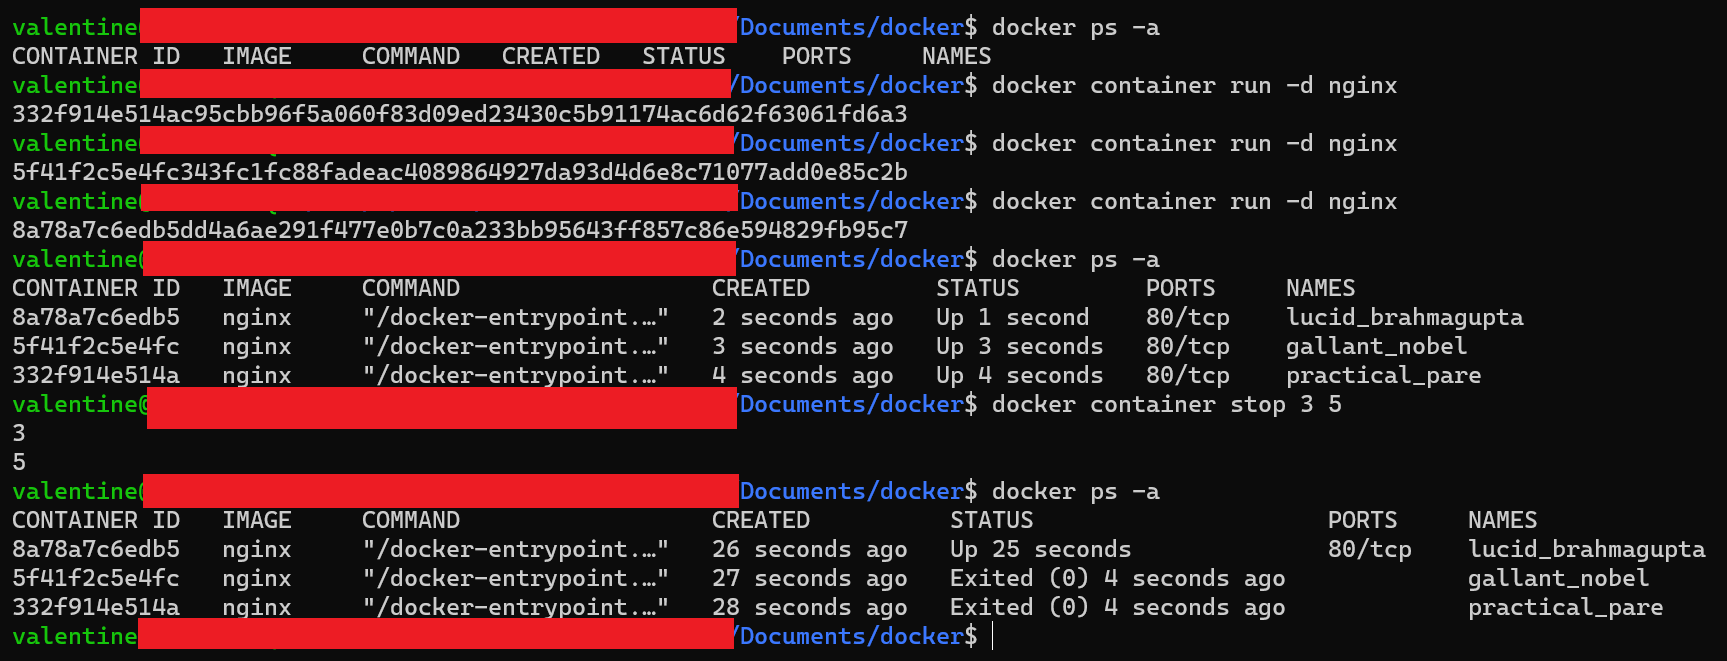 valentine /Documents/docker$ docker ps -a
CONTAINER ID   IMAGE     COMMAND   CREATED   STATUS    PORTS     NAMES
valentine /Documents/docker$ docker container run -d nginx
332f914e514ac95cbb96f5a060f83d09ed23430c5b91174ac6d62f63061fd6a3
valentine /Documents/docker$ docker container run -d nginx
5f41f2c5e4fc343fc1fc88fadeac4089864927da93d4d6e8c71077add0e85c2b
valentine@ /Documents/docker$ docker container run -d nginx
8a78a7c6edb5dd4a6ae291f477e0b7c0a233bb95643ff857c86e594829fb95c7
valentine@ /Documents/docker$ docker ps -a
CONTAINER ID   IMAGE     COMMAND                  CREATED         STATUS         PORTS     NAMES
8a78a7c6edb5   nginx     "/docker-entrypoint.…"   2 seconds ago   Up 1 second    80/tcp    lucid_brahmagupta
5f41f2c5e4fc   nginx     "/docker-entrypoint.…"   3 seconds ago   Up 3 seconds   80/tcp    gallant_nobel
332f914e514a   nginx     "/docker-entrypoint.…"   4 seconds ago   Up 4 seconds   80/tcp    practical_pare
valentine@ /Documents/docker$ docker container stop 3 5
3
5
valentine@ Documents/docker$ docker ps -a
CONTAINER ID   IMAGE     COMMAND                  CREATED          STATUS                     PORTS     NAMES
8a78a7c6edb5   nginx     "/docker-entrypoint.…"   26 seconds ago   Up 25 seconds              80/tcp    lucid_brahmagupta
5f41f2c5e4fc   nginx     "/docker-entrypoint.…"   27 seconds ago   Exited (0) 4 seconds ago             gallant_nobel
332f914e514a   nginx     "/docker-entrypoint.…"   28 seconds ago   Exited (0) 4 seconds ago             practical_pare
valentine /Documents/docker$